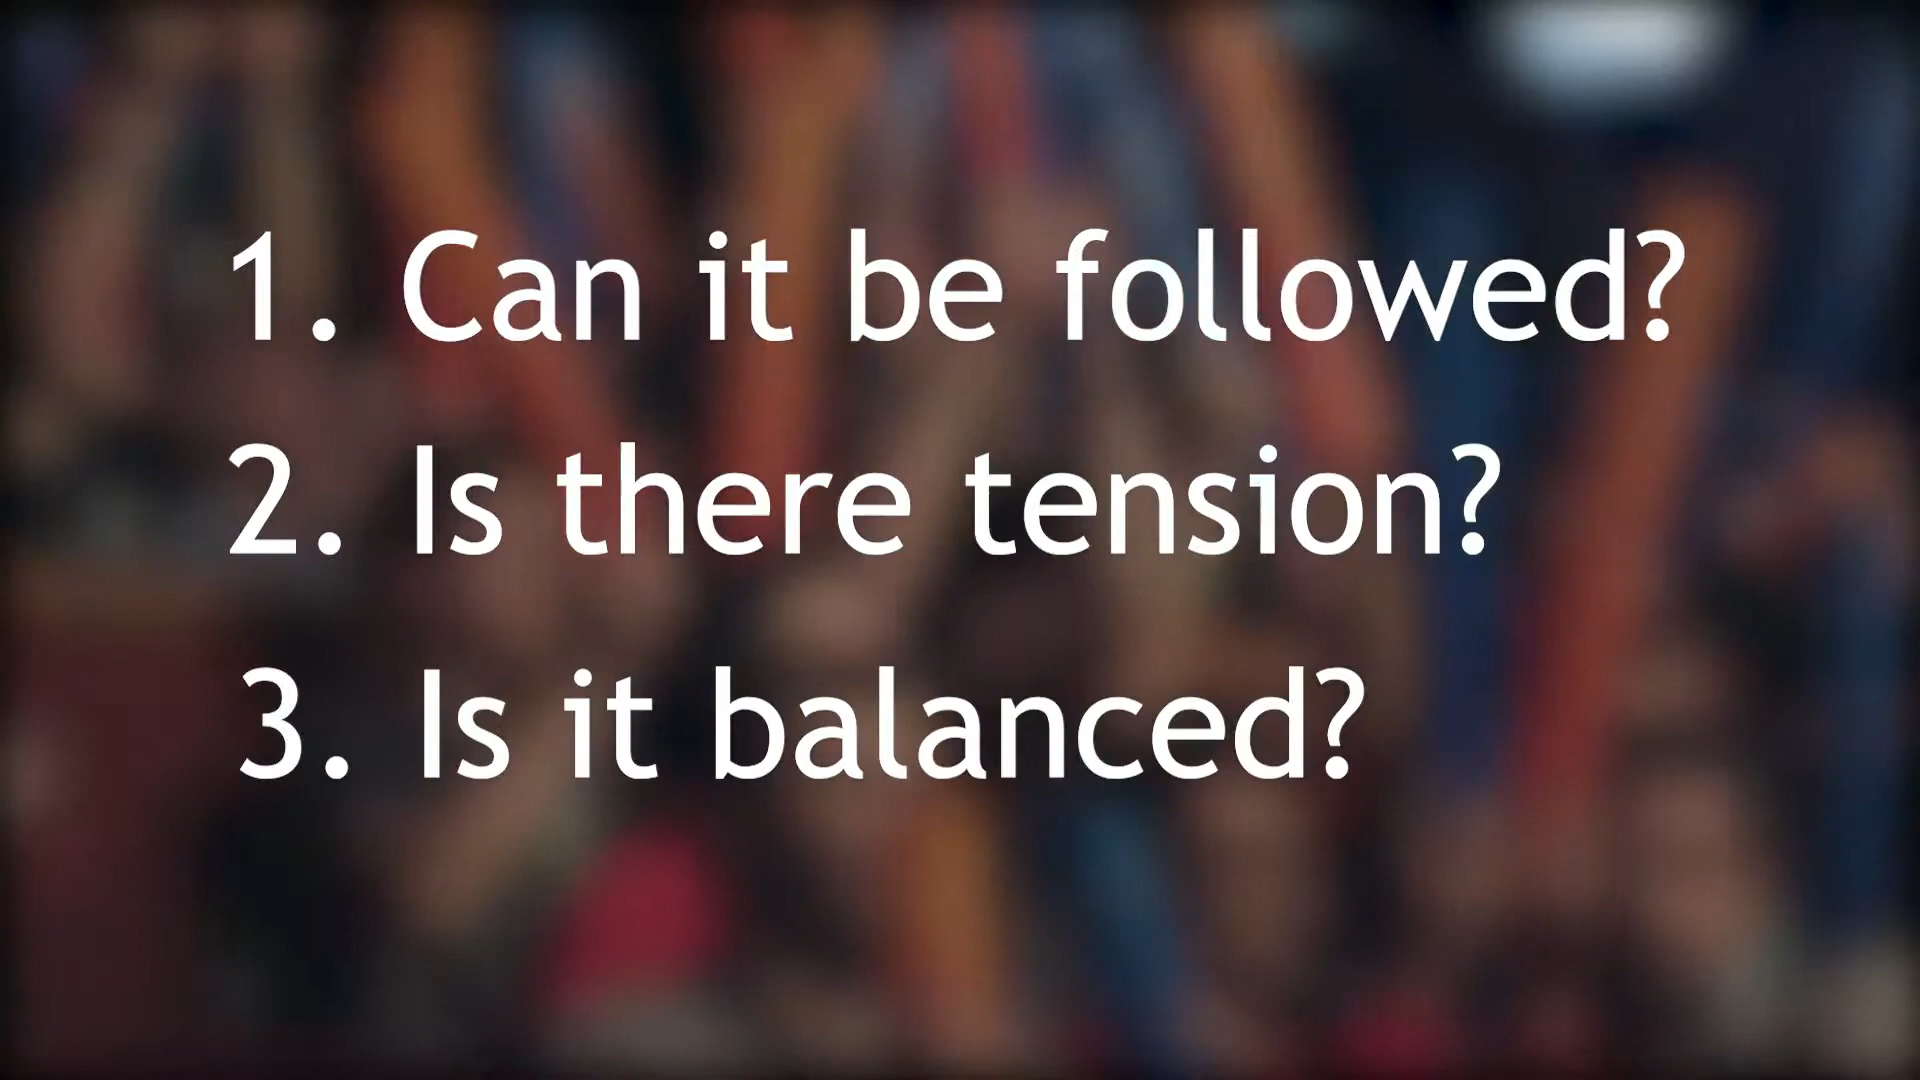 1. Can it be followed?
2. Is there tension?
3. Is it balanced?